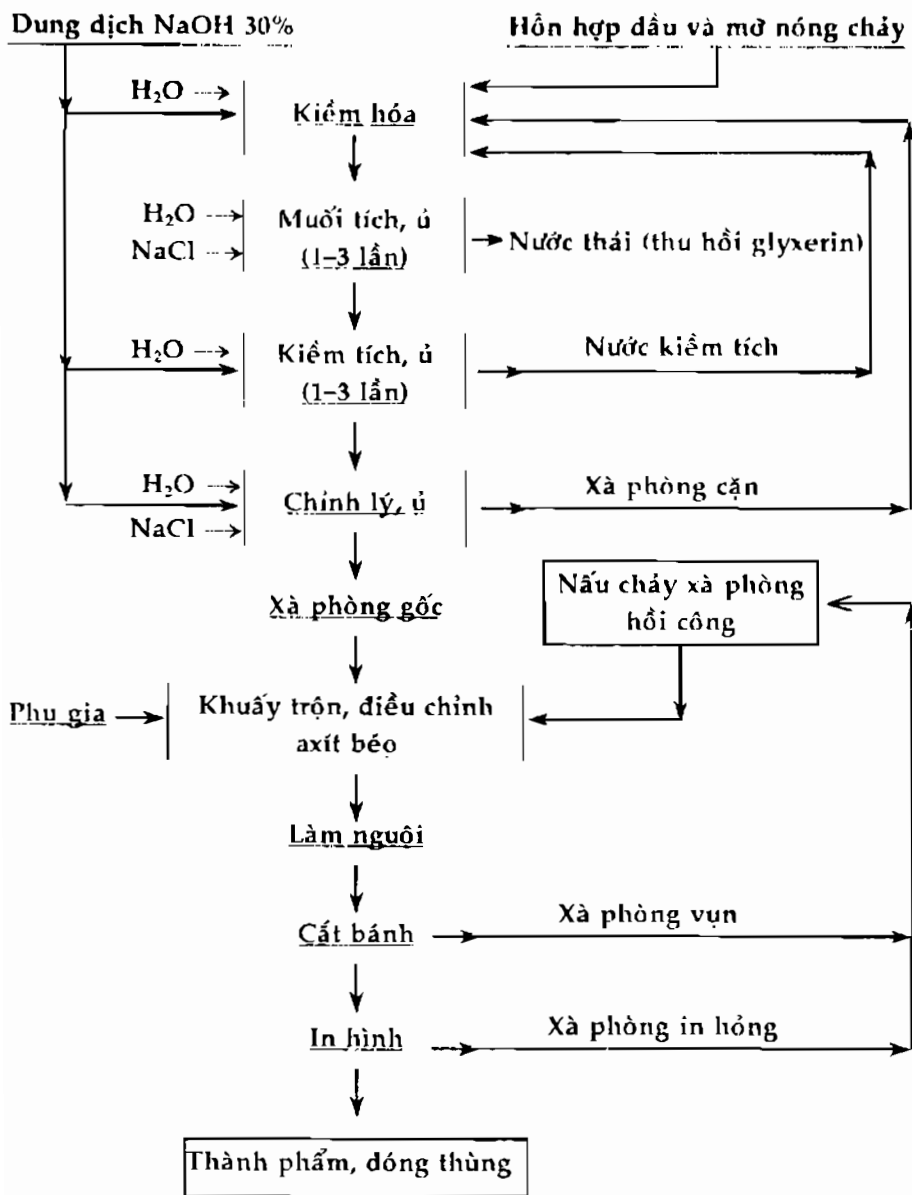 Dung dịch NaOH 30%
Hỗn hợp dầu và mỡ nóng chảy
H₂O
Kiềm hóa
H₂O
NaCl
Muối tích, ủ
(1–3 lần)
Nước thải (thu hồi glyxerin)
H₂O
Kiềm tích, ủ
(1–3 lần)
Nước kiềm tích
H₂O
NaCl
Chỉnh lý, ủ
Xà phòng cặn
Xà phòng gốc
Nấu chảy xà phòng
hồi công
Phụ gia
Khuấy trộn, điều chỉnh
axít béo
Làm nguội
Cắt bánh
Xà phòng vụn
In hình
Xà phòng in hỏng
Thành phẩm, đóng thùng